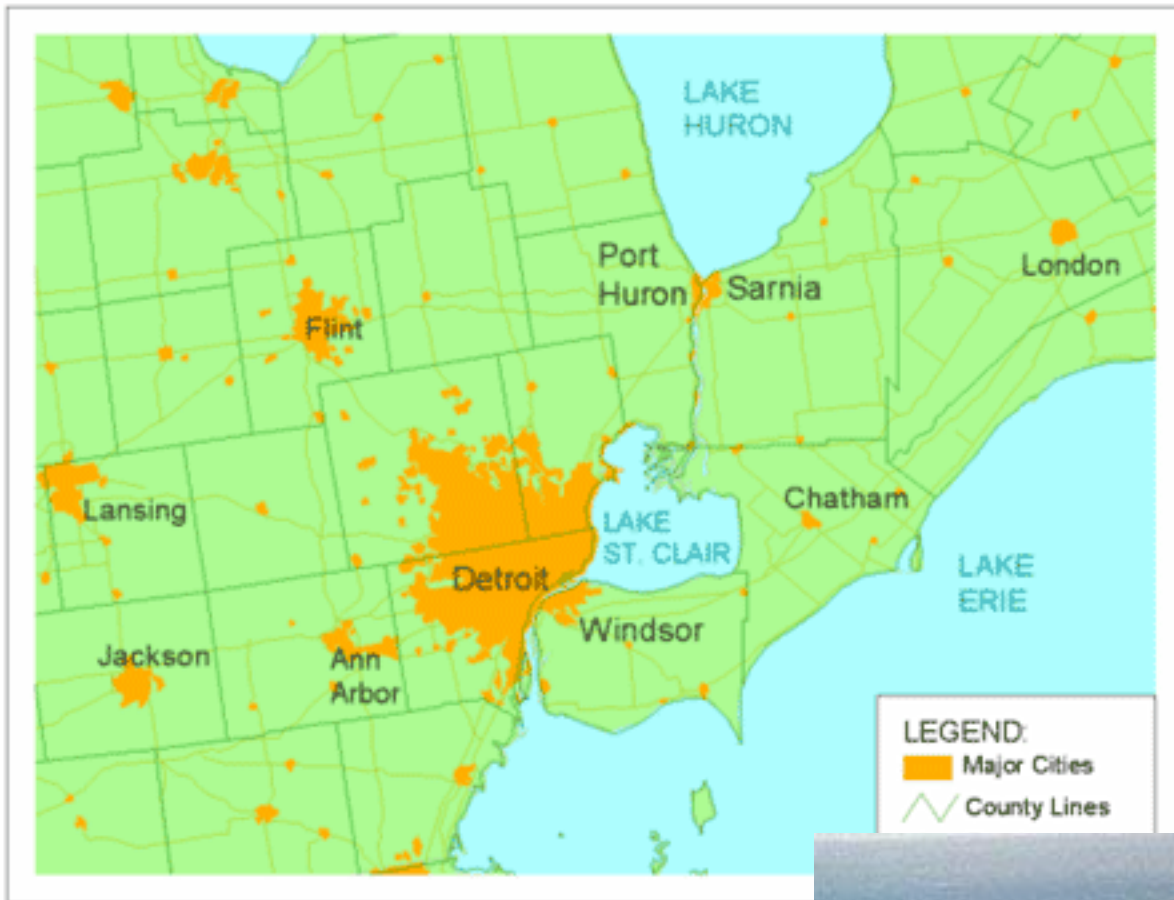 LAKE
HURON
Port
Huron
Sarnia
London
Flint
Lansing
Chatham
LAKE
ST. CLAIR
Detroit
LAKE
ERIE
Windsor
Jackson
Ann
Arbor
LEGEND:
Major Cities
County Lines